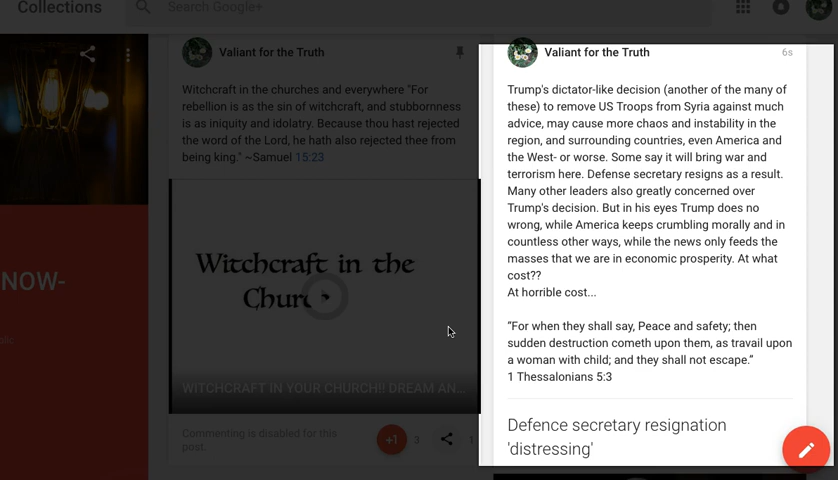 Collections
Search Google+
NOW-
Valiant for the Truth
Witchcraft in the churches and everywhere "For
rebellion is as the sin of witchcraft, and stubbornness
is as iniquity and idolatry. Because thou hast rejected
the word of the Lord, he hath also rejected thee from
being king." ~Samuel 15:23
Witchcraft in the
WITCHCRAFT IN YOUR CHURCH!! DREAM AN...
Commenting is disabled for this
post.
+1 3 1
Valiant for the Truth 6s
Trump's dictator-like decision (another of the many of
these) to remove US Troops from Syria against much
advice, may cause more chaos and instability in the
region, and surrounding countries, even America and
the West- or worse. Some say it will bring war and
terrorism here. Defense secretary resigns as a result.
Many other leaders also greatly concerned over
Trump's decision. But in his eyes Trump does no
wrong, while America keeps crumbling morally and in
countless other ways, while the news only feeds the
masses that we are in economic prosperity. At what
cost??
At horrible cost...
“For when they shall say, Peace and safety; then
sudden destruction cometh upon them, as travail upon
a woman with child; and they shall not escape.”
1 Thessalonians 5:3
Defence secretary resignation
'distressing'